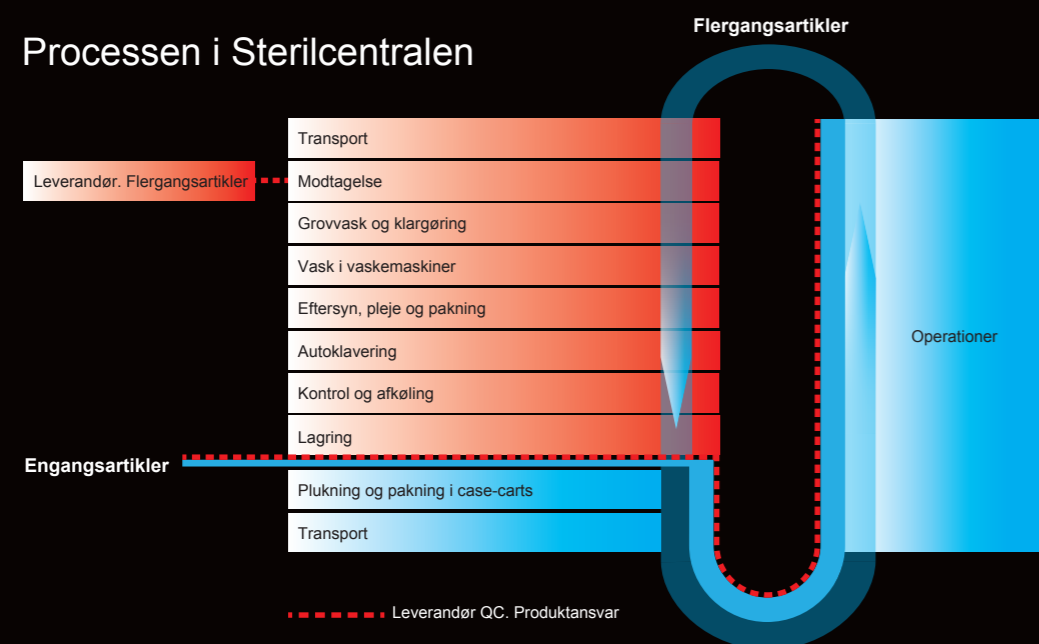 Flergangsartikler
Processen i Sterilcentralen
Transport
Leverandør. Flergangsartikler
Modtagelse
Grovvask og klargøring
Vask i vaskemaskiner
Eftersyn, pleje og pakning
Operationer
Autoklavering
Kontrol og afkøling
Lagring
Engangsartikler
Plukning og pakning i case-carts
Transport
Leverandør QC. Produktansvar